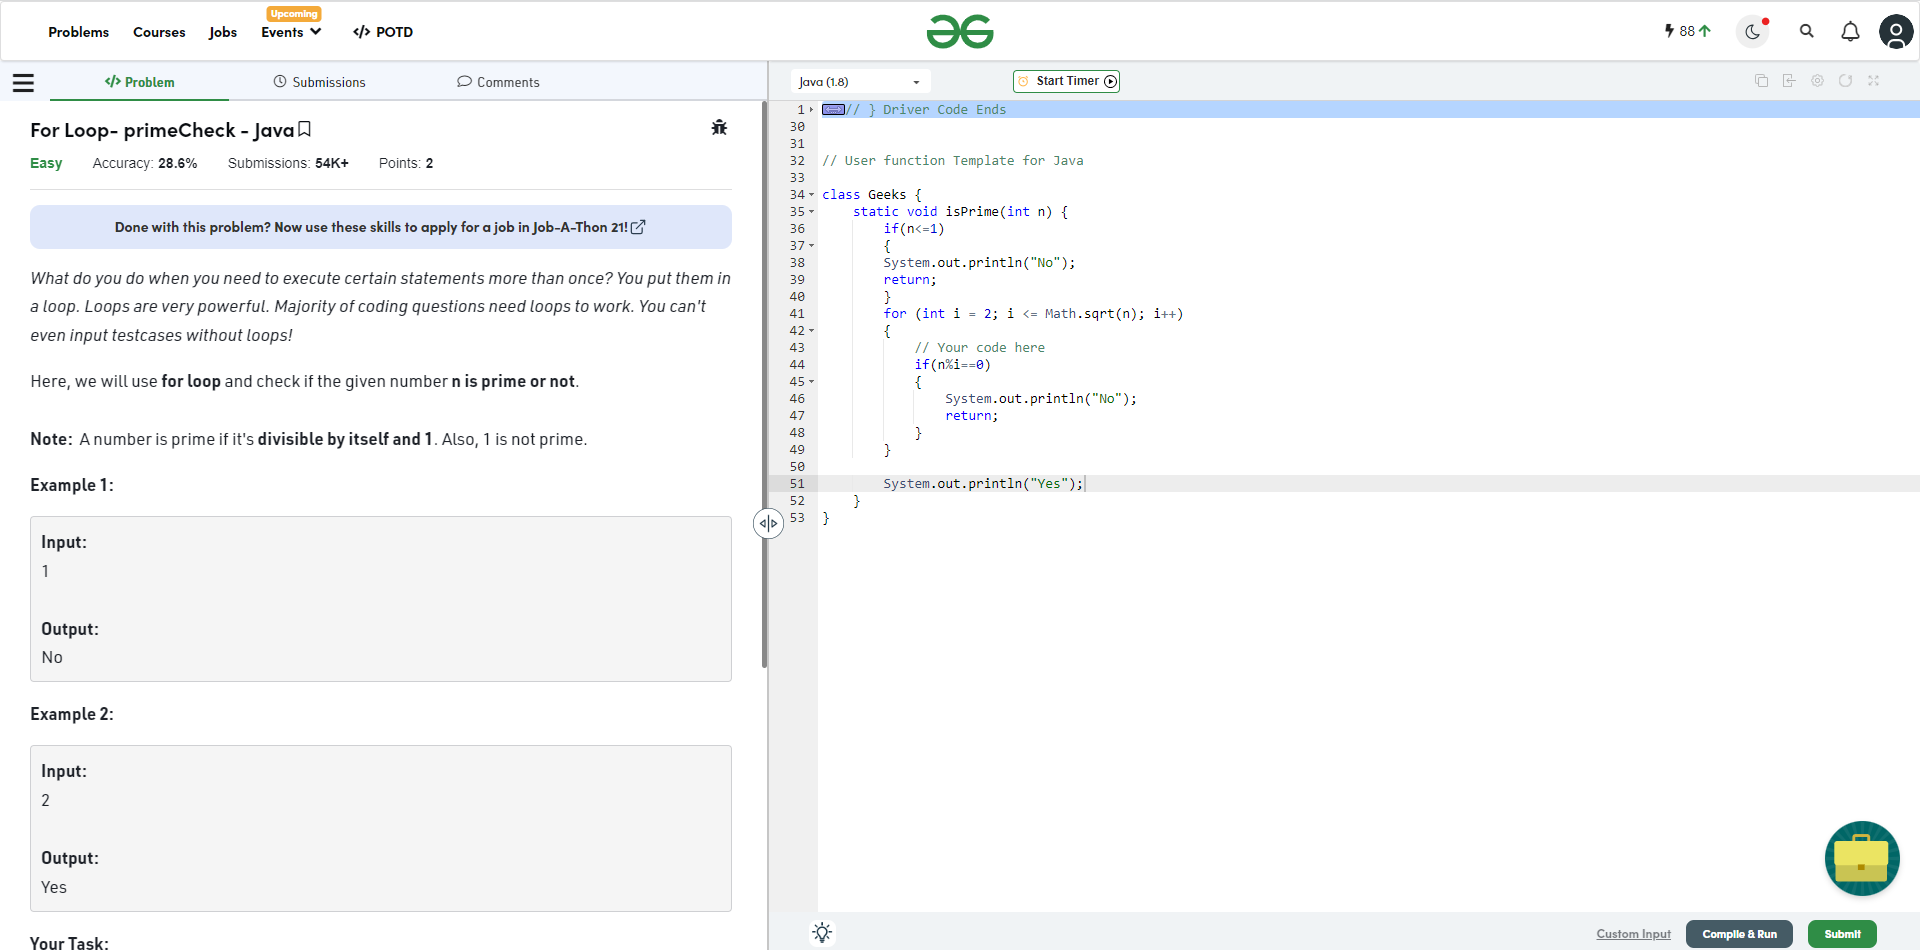 Upcoming
Problems Courses Jobs Events </> POTD
88
</> Problem Submissions Comments
For Loop- primeCheck - Java
Easy Accuracy: 28.6% Submissions: 54K+ Points: 2
Done with this problem? Now use these skills to apply for a job in Job-A-Thon 21!
What do you do when you need to execute certain statements more than once? You put them in
a loop. Loops are very powerful. Majority of coding questions need loops to work. You can't
even input testcases without loops!
Here, we will use for loop and check if the given number n is prime or not.
Note: A number is prime if it's divisible by itself and 1. Also, 1 is not prime.
Example 1:
Input:
1
Output:
No
Example 2:
Input:
2
Output:
Yes
Your Task:
Java (1.8) Start Timer
1 // } Driver Code Ends
30
31
32 // User function Template for Java
33
34 class Geeks {
35 static void isPrime(int n) {
36 if(n<=1)
37 {
38 System.out.println("No");
39 return;
40 }
41 for (int i = 2; i <= Math.sqrt(n); i++)
42 {
43 // Your code here
44 if(n%i==0)
45 {
46 System.out.println("No");
47 return;
48 }
49 }
50
51 System.out.println("Yes");
52 }
53 }
Custom Input Compile & Run Submit